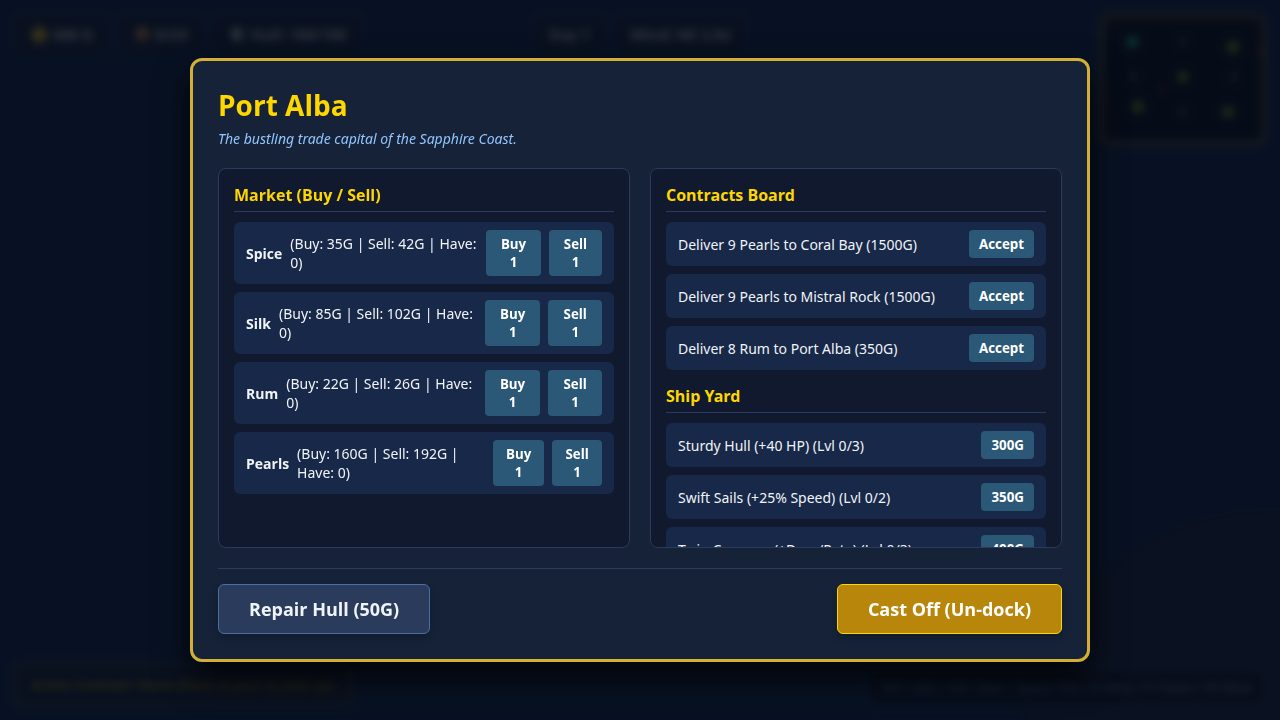 Port Alba
The bustling trade capital of the Sapphire Coast.
Market (Buy / Sell)
Spice (Buy: 35G | Sell: 42G | Have: 0) Buy 1 Sell 1
Silk (Buy: 85G | Sell: 102G | Have: 0) Buy 1 Sell 1
Rum (Buy: 22G | Sell: 26G | Have: 0) Buy 1 Sell 1
Pearls (Buy: 160G | Sell: 192G | Have: 0) Buy 1 Sell 1
Contracts Board
Deliver 9 Pearls to Coral Bay (1500G) Accept
Deliver 9 Pearls to Mistral Rock (1500G) Accept
Deliver 8 Rum to Port Alba (350G) Accept
Ship Yard
Sturdy Hull (+40 HP) (Lvl 0/3) 300G
Swift Sails (+25% Speed) (Lvl 0/2) 350G
Repair Hull (50G)
Cast Off (Un-dock)